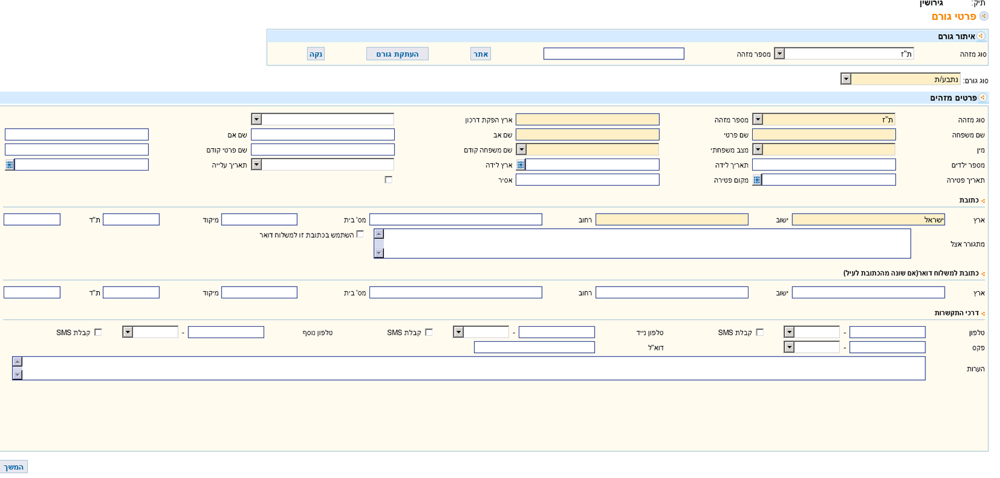 תיק: גירושין
פרטי גורם
איתור גורם
סוג מזהה ת"ז מספר מזהה אתר העתקת גורם נקה
סוג גורם: נתבע/ת
פרטים מזהים
סוג מזהה ת"ז מספר מזהה ארץ הפקת דרכון
שם משפחה שם פרטי שם אב שם אם
מין מצב משפחתי שם משפחה קודם שם פרטי קודם
מספר ילדים תאריך לידה ארץ לידה תאריך עלייה
תאריך פטירה מקום פטירה אסיר
כתובת
ארץ ישראל ישוב רחוב מס' בית מיקוד ת"ד
מתגורר אצל השתמש בכתובת זו למשלוח דואר
כתובת למשלוח דואר(אם שונה מהכתובת לעיל)
ארץ ישוב רחוב מס' בית מיקוד ת"ד
דרכי התקשרות
טלפון - קבלת SMS טלפון נייד - קבלת SMS טלפון נוסף - קבלת SMS
פקס - דוא"ל
הערות
המשך